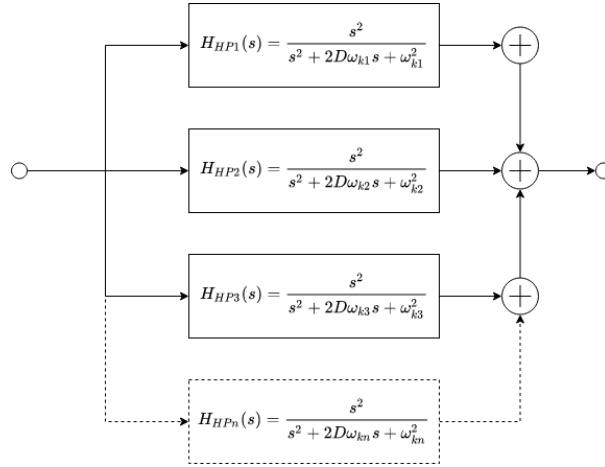 H_{HP1}(s) = \frac{s^2}{s^2 + 2D\omega_{k1}s + \omega_{k1}^2}
H_{HP2}(s) = \frac{s^2}{s^2 + 2D\omega_{k2}s + \omega_{k2}^2}
H_{HP3}(s) = \frac{s^2}{s^2 + 2D\omega_{k3}s + \omega_{k3}^2}
H_{HPn}(s) = \frac{s^2}{s^2 + 2D\omega_{kn}s + \omega_{kn}^2}